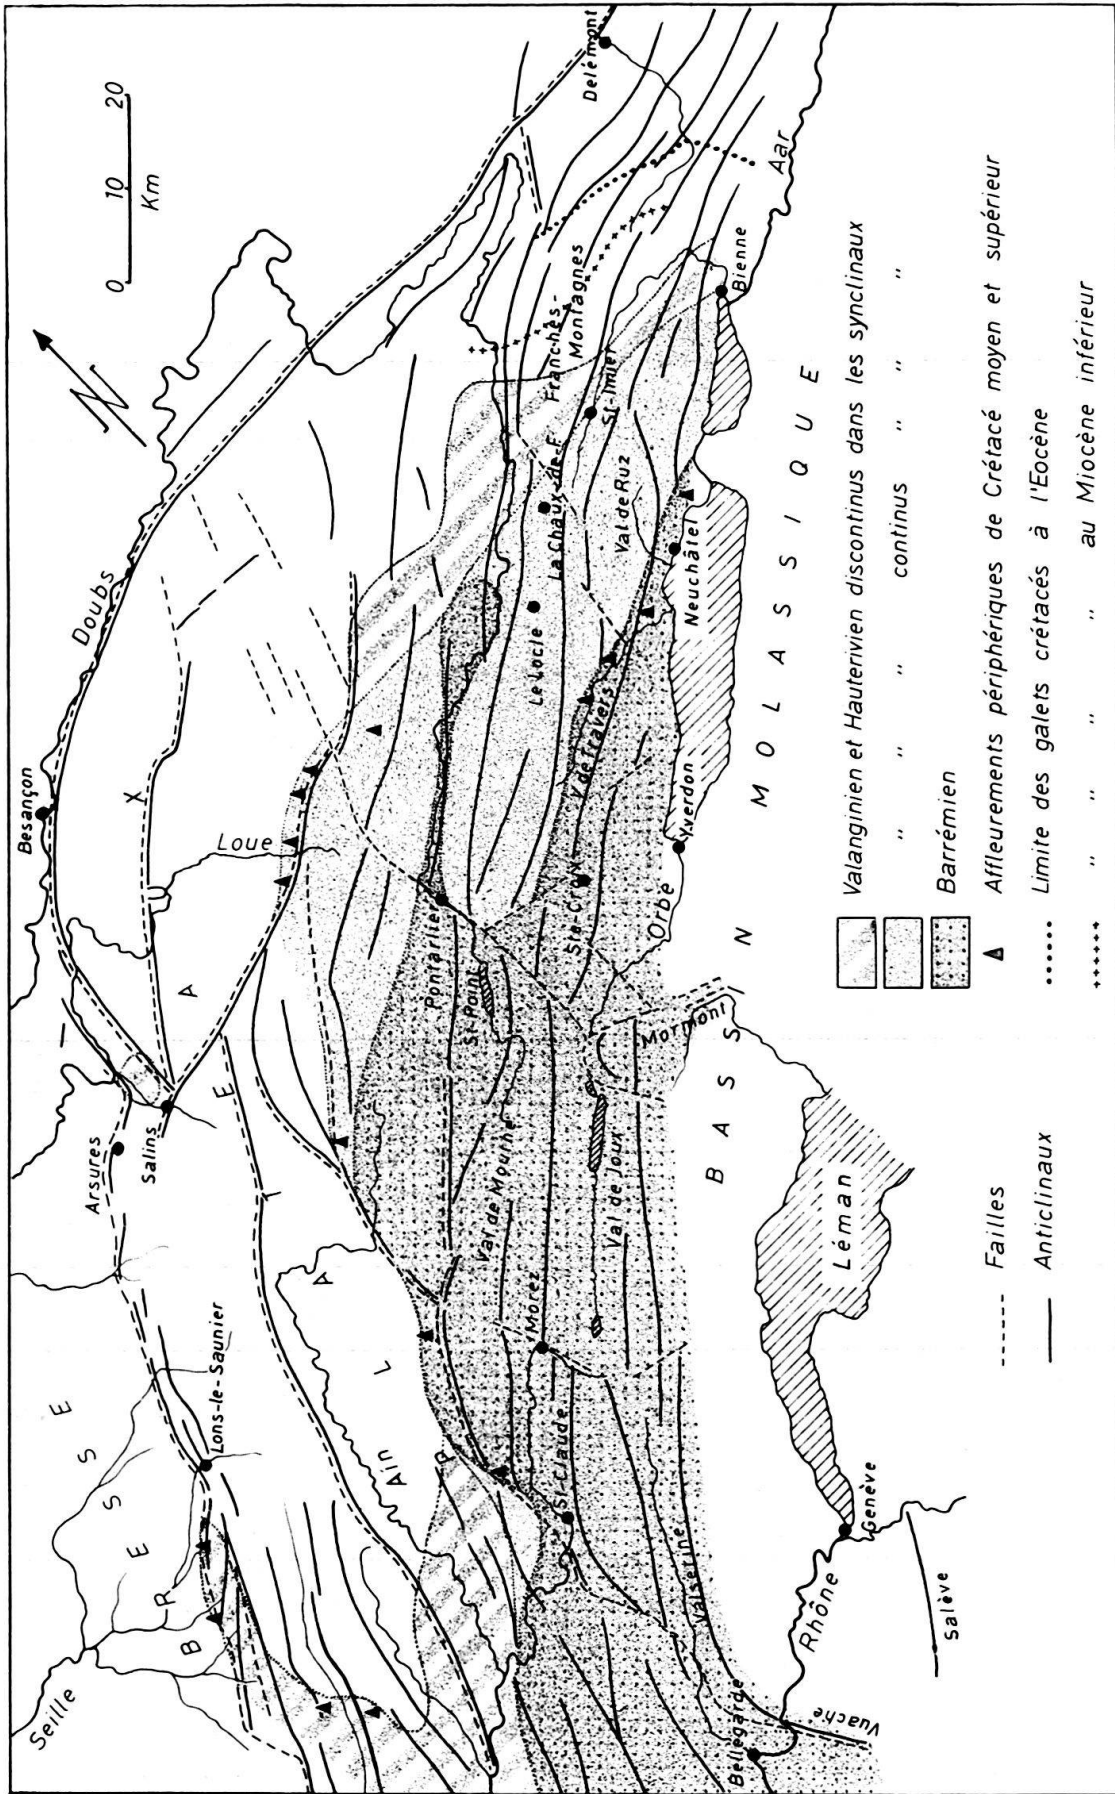 0 10 20
Km
Seille
B R E S S E
Lons-le-Saunier
Arsures
Salins
Besançon
Doubs
Loue
P L A T E A X
Ain
Delémont
Pontarlier
St-Point
Val de Mouthe
Morez
St-Claude
Val de Joux
Valserine
Ste-Croix
V. de Travers
Le Locle
La Chaux-de-F.
Franches-
Montagnes
St-Imier
Val de Ruz
Neuchâtel
Bienne
Aar
Yverdon
Orbe
Mormont
B A S S I N M O L A S S I Q U E
Bellegarde
Vuache
Rhône
Genève
Salève
Léman
Failles
Anticlinaux
Valanginien et Hauterivien discontinus dans les synclinaux
" " " continus " " "
Barrémien
Affleurements périphériques de Crétacé moyen et supérieur
Limite des galets crétacés à l'Eocène
" " " " au Miocène inférieur